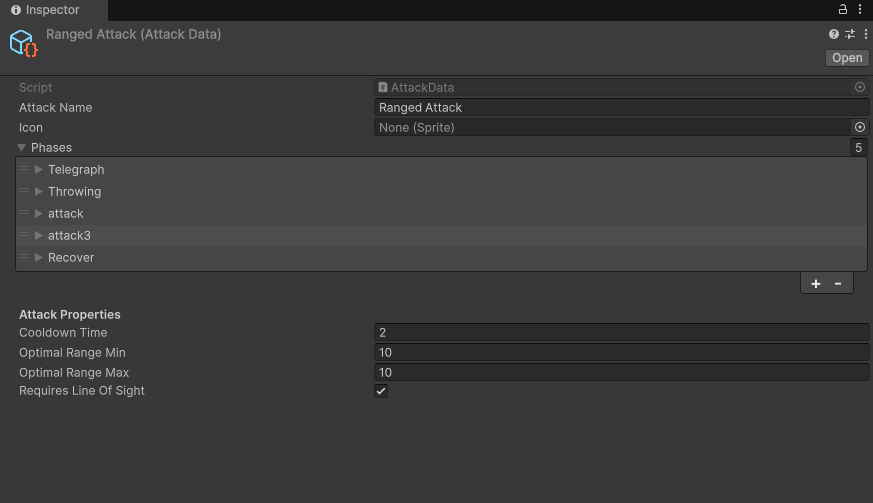 Inspector
Ranged Attack (Attack Data)
Open
Script AttackData
Attack Name Ranged Attack
Icon None (Sprite)
Phases 5
Telegraph
Throwing
attack
attack3
Recover
+ -
Attack Properties
Cooldown Time 2
Optimal Range Min 10
Optimal Range Max 10
Requires Line Of Sight